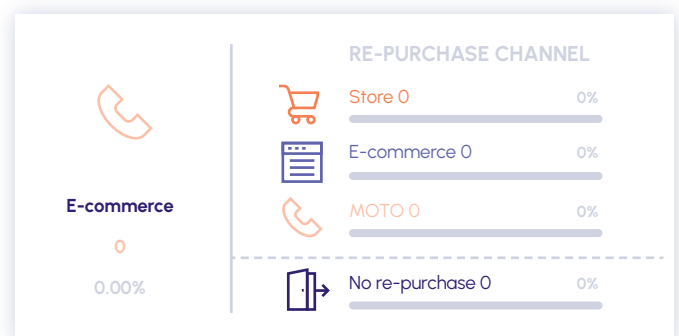 E-commerce
0
0.00%
RE-PURCHASE CHANNEL
Store 0 0%
E-commerce 0 0%
MOTO 0 0%
No re-purchase 0 0%